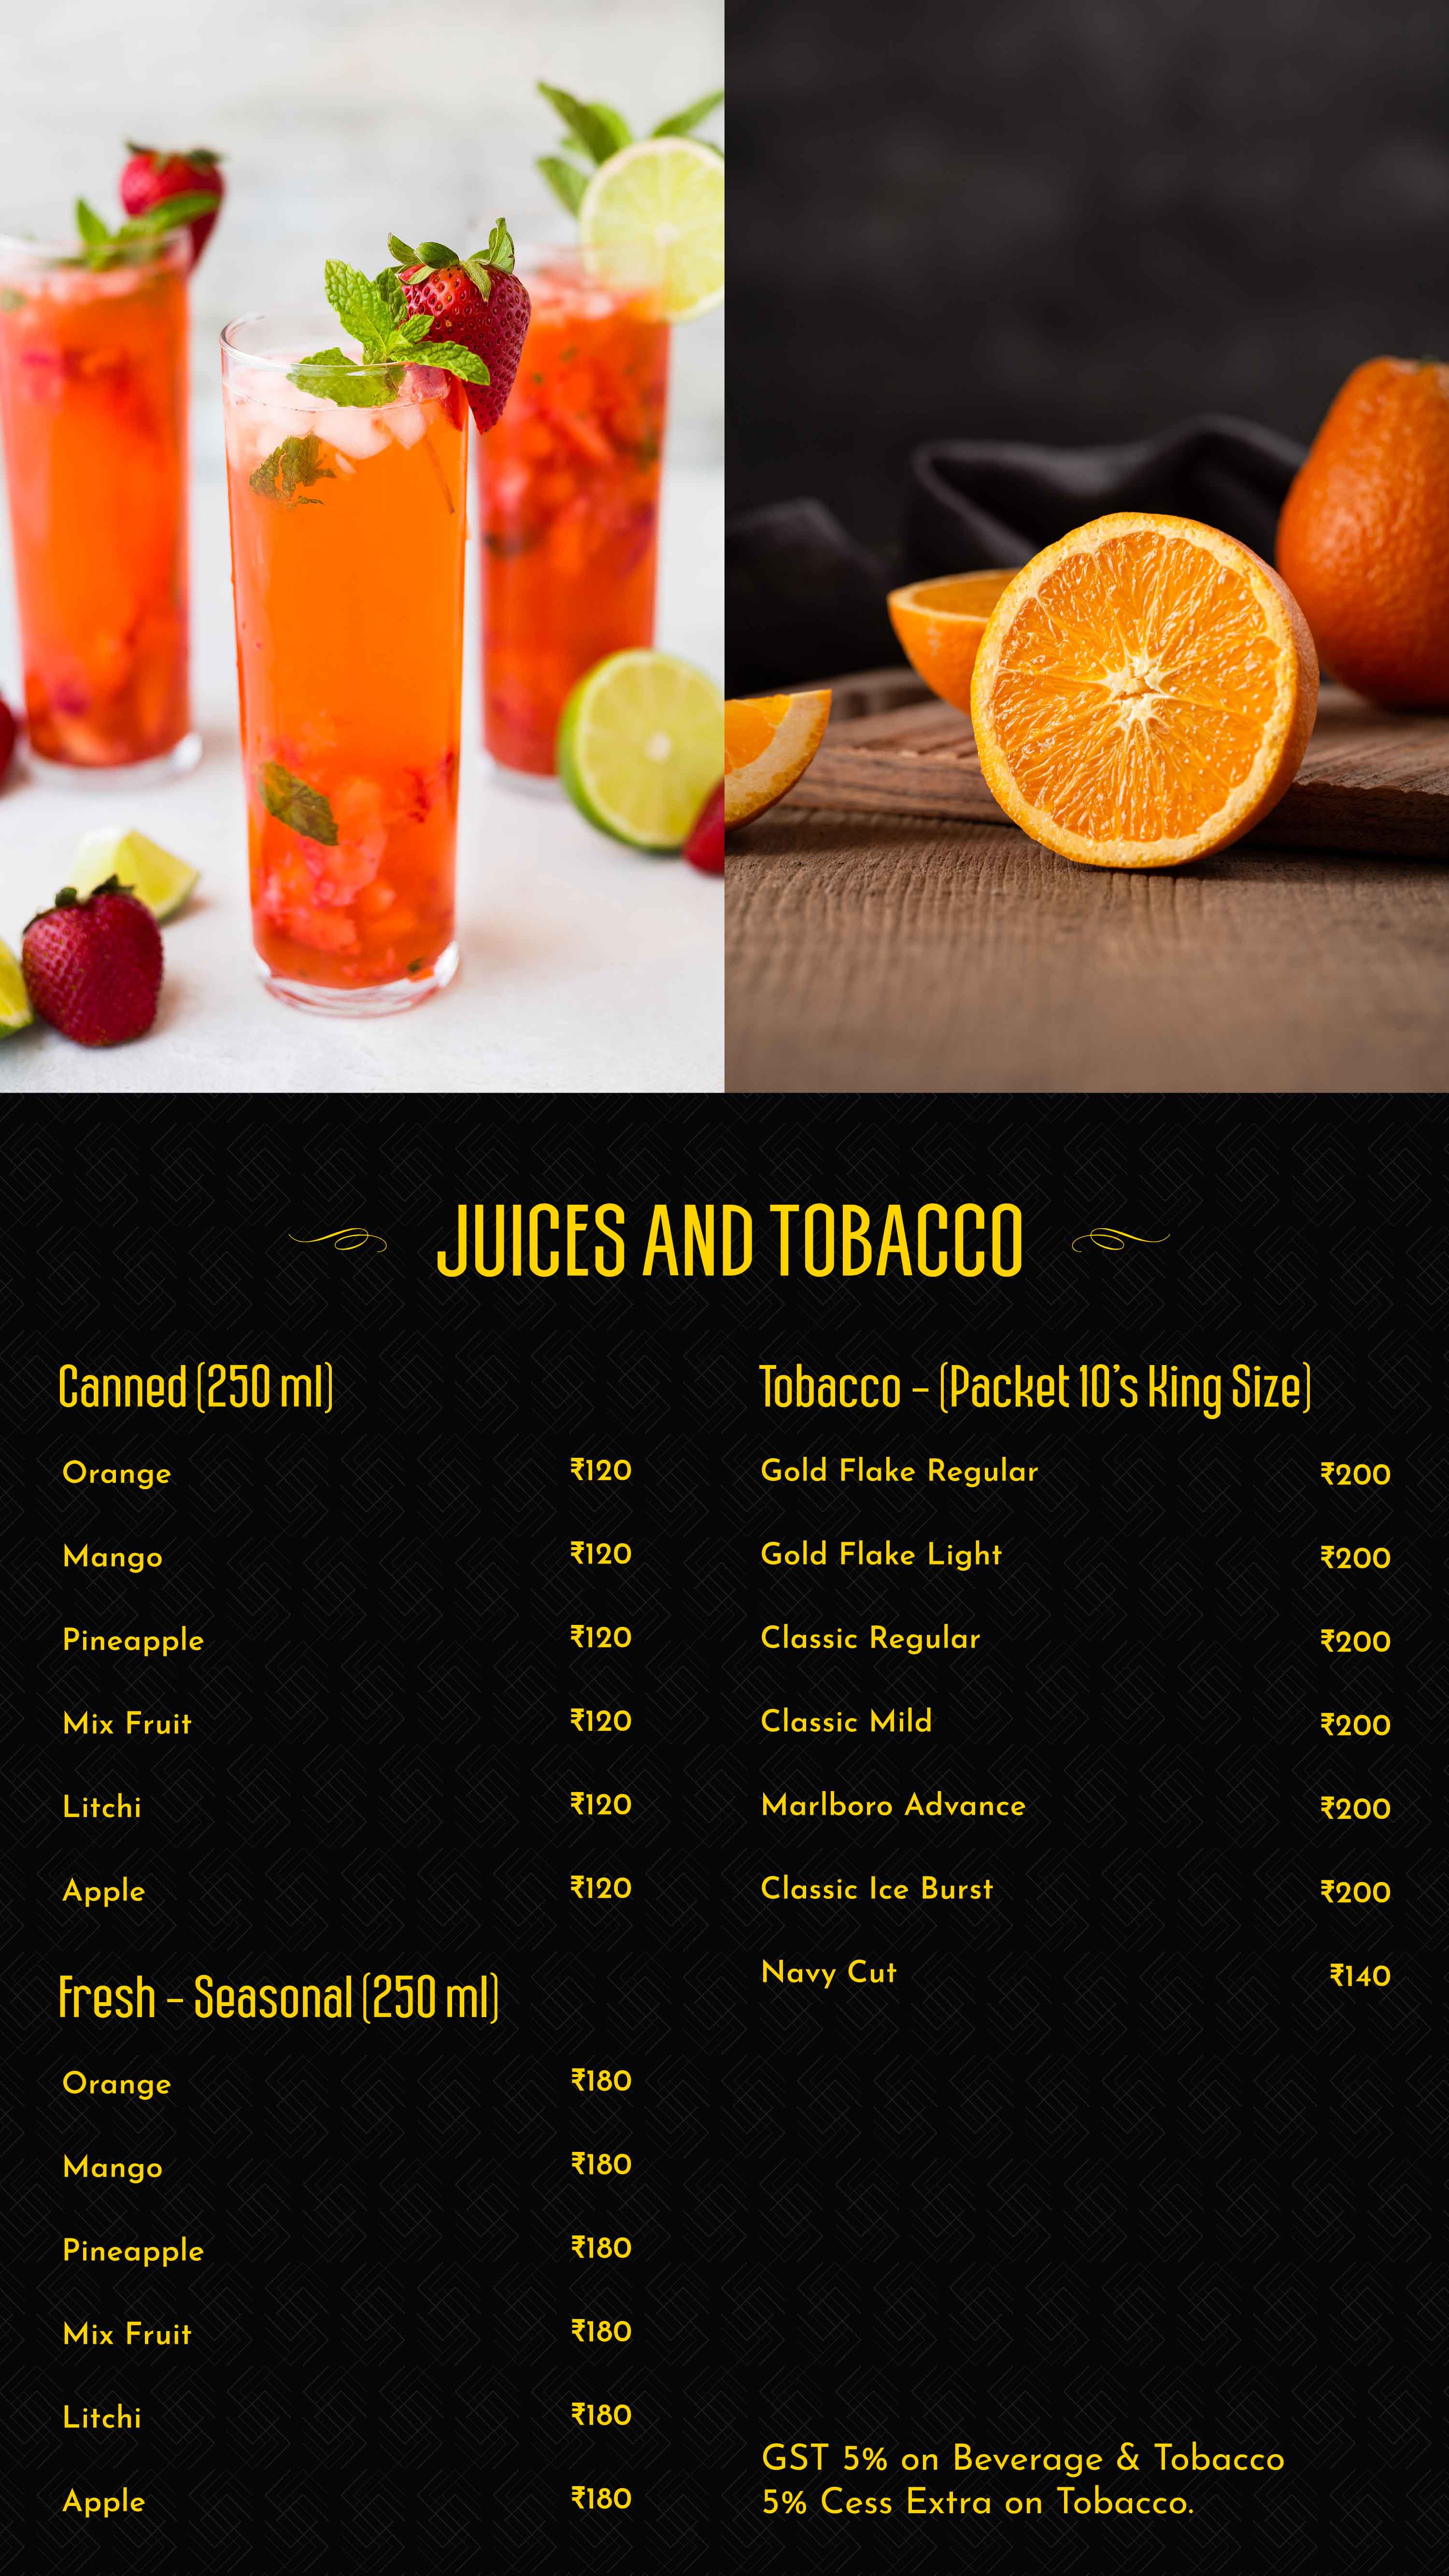 JUICES AND TOBACCO
Canned (250 ml)
Orange ₹120
Mango ₹120
Pineapple ₹120
Mix Fruit ₹120
Litchi ₹120
Apple ₹120
Fresh - Seasonal (250 ml)
Orange ₹180
Mango ₹180
Pineapple ₹180
Mix Fruit ₹180
Litchi ₹180
Apple ₹180
Tobacco - (Packet 10's King Size)
Gold Flake Regular ₹200
Gold Flake Light ₹200
Classic Regular ₹200
Classic Mild ₹200
Marlboro Advance ₹200
Classic Ice Burst ₹200
Navy Cut ₹140
GST 5% on Beverage & Tobacco
5% Cess Extra on Tobacco.